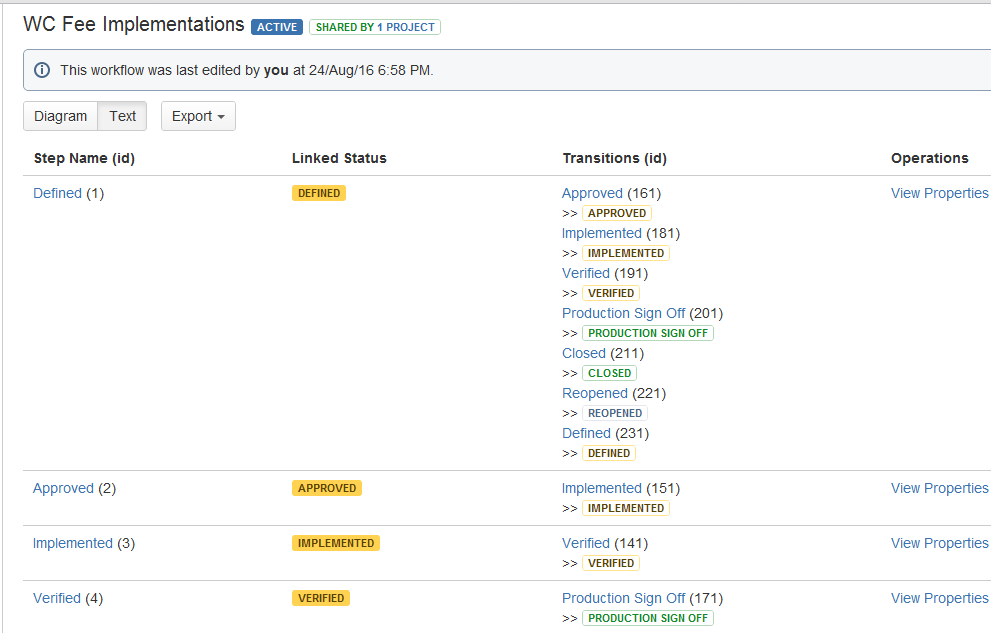 WC Fee Implementations ACTIVE SHARED BY 1 PROJECT
This workflow was last edited by you at 24/Aug/16 6:58 PM.
Diagram Text Export
Step Name (id) Linked Status Transitions (id) Operations
Defined (1) DEFINED Approved (161) View Properties
>> APPROVED
Implemented (181)
>> IMPLEMENTED
Verified (191)
>> VERIFIED
Production Sign Off (201)
>> PRODUCTION SIGN OFF
Closed (211)
>> CLOSED
Reopened (221)
>> REOPENED
Defined (231)
>> DEFINED
Approved (2) APPROVED Implemented (151) View Properties
>> IMPLEMENTED
Implemented (3) IMPLEMENTED Verified (141) View Properties
>> VERIFIED
Verified (4) VERIFIED Production Sign Off (171) View Properties
>> PRODUCTION SIGN OFF